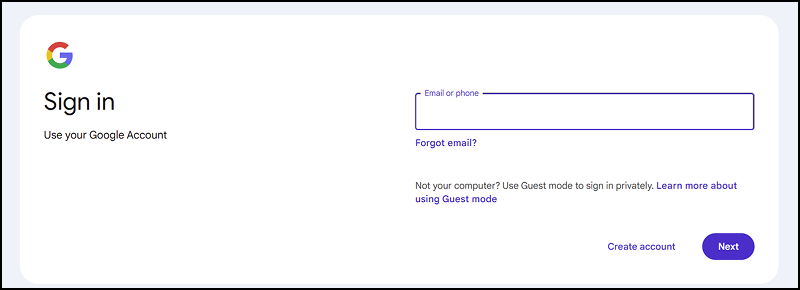 Sign in
Use your Google Account
Email or phone
Forgot email?
Not your computer? Use Guest mode to sign in privately. Learn more about
using Guest mode
Create account
Next